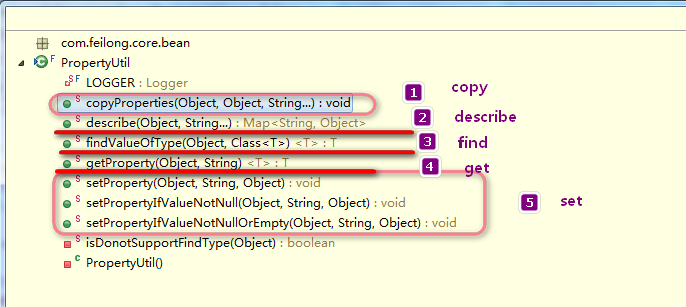 com.feilong.core.bean
F
PropertyUtil
S F LOGGER : Logger
S copyProperties(Object, Object, String...) : void
1 copy
S describe(Object, String...) : Map<String, Object>
2 describe
S findValueOfType(Object, Class<T>) <T> : T
3 find
S getProperty(Object, String) <T> : T
4 get
S setProperty(Object, String, Object) : void
S setPropertyIfValueNotNull(Object, String, Object) : void
5 set
S setPropertyIfValueNotNullOrEmpty(Object, String, Object) : void
S isDonotSupportFindType(Object) : boolean
C PropertyUtil()